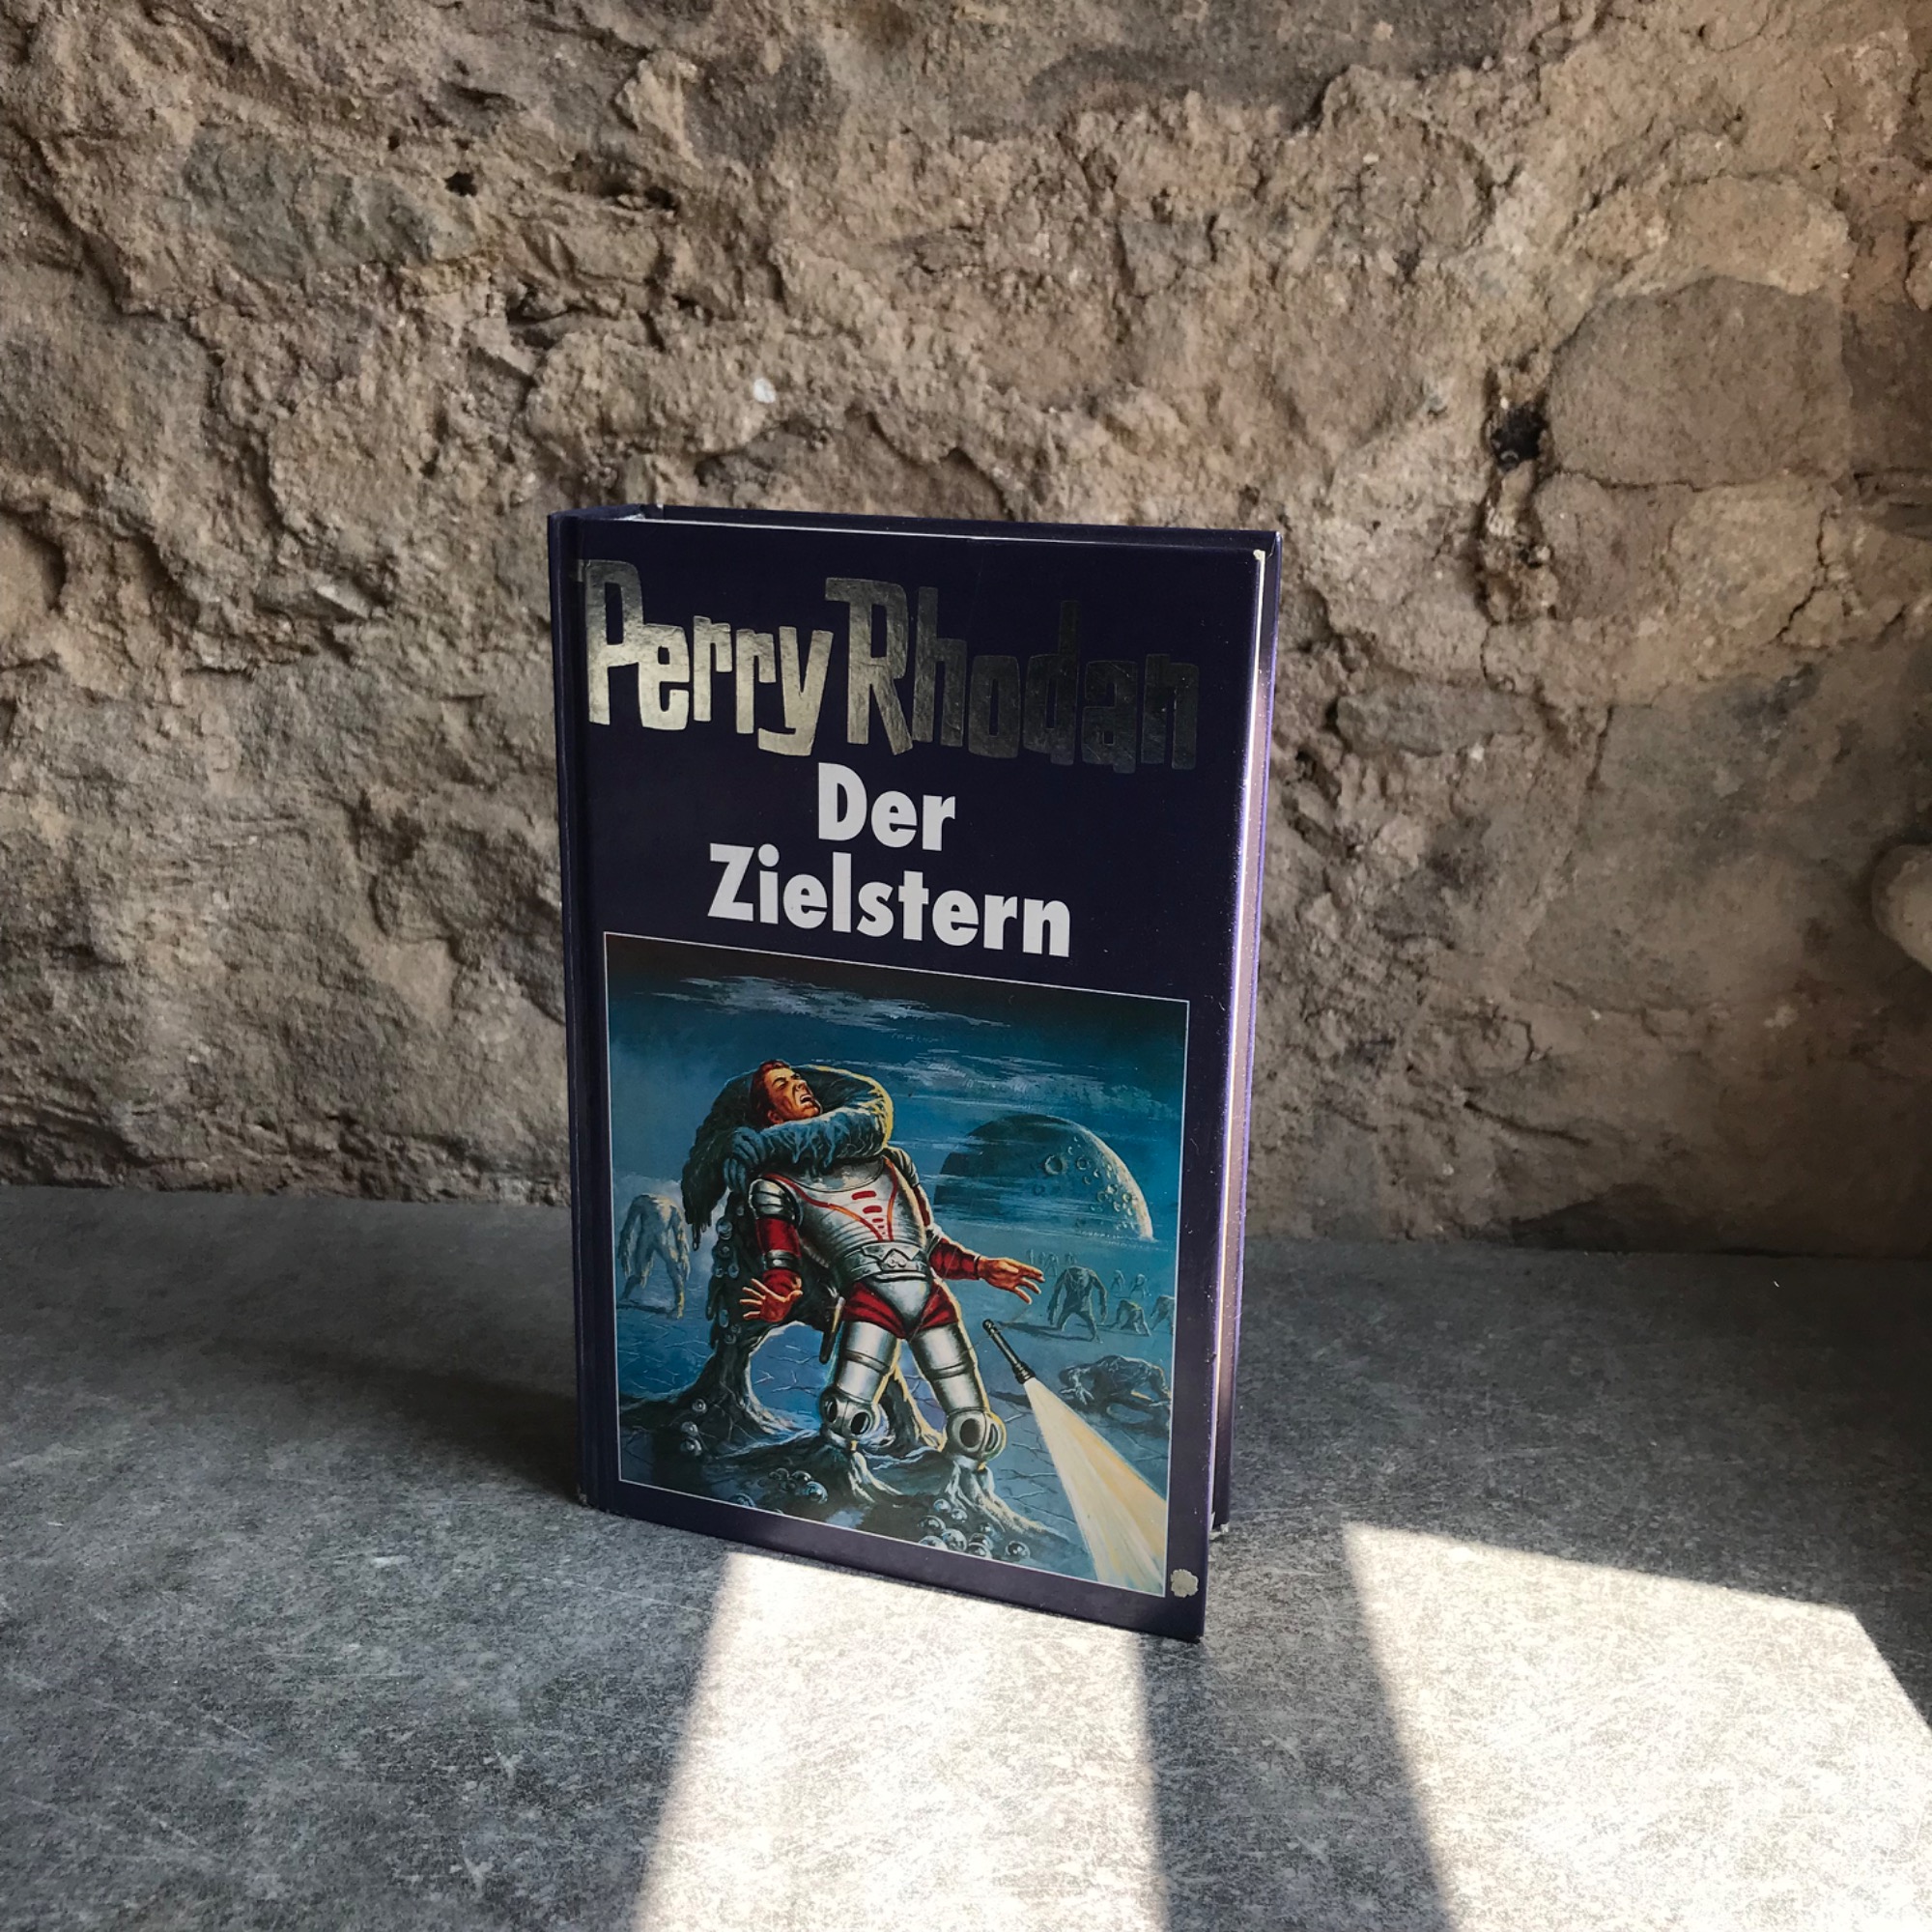 Perry Rhodan
Der
Zielstern